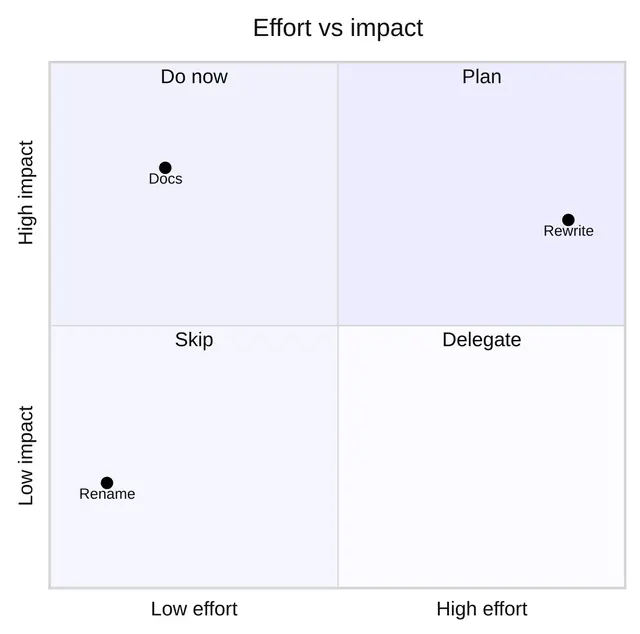 Effort vs impact
Do now
Plan
High impact
Docs
Rewrite
Skip
Delegate
Low impact
Rename
Low effort
High effort